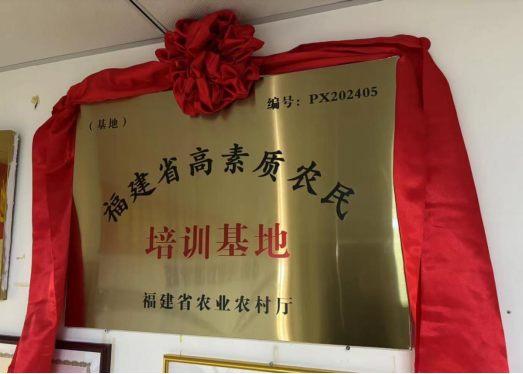 编号：PX202405
（基地）
福建省高素质农民
培训基地
福建省农业农村厅